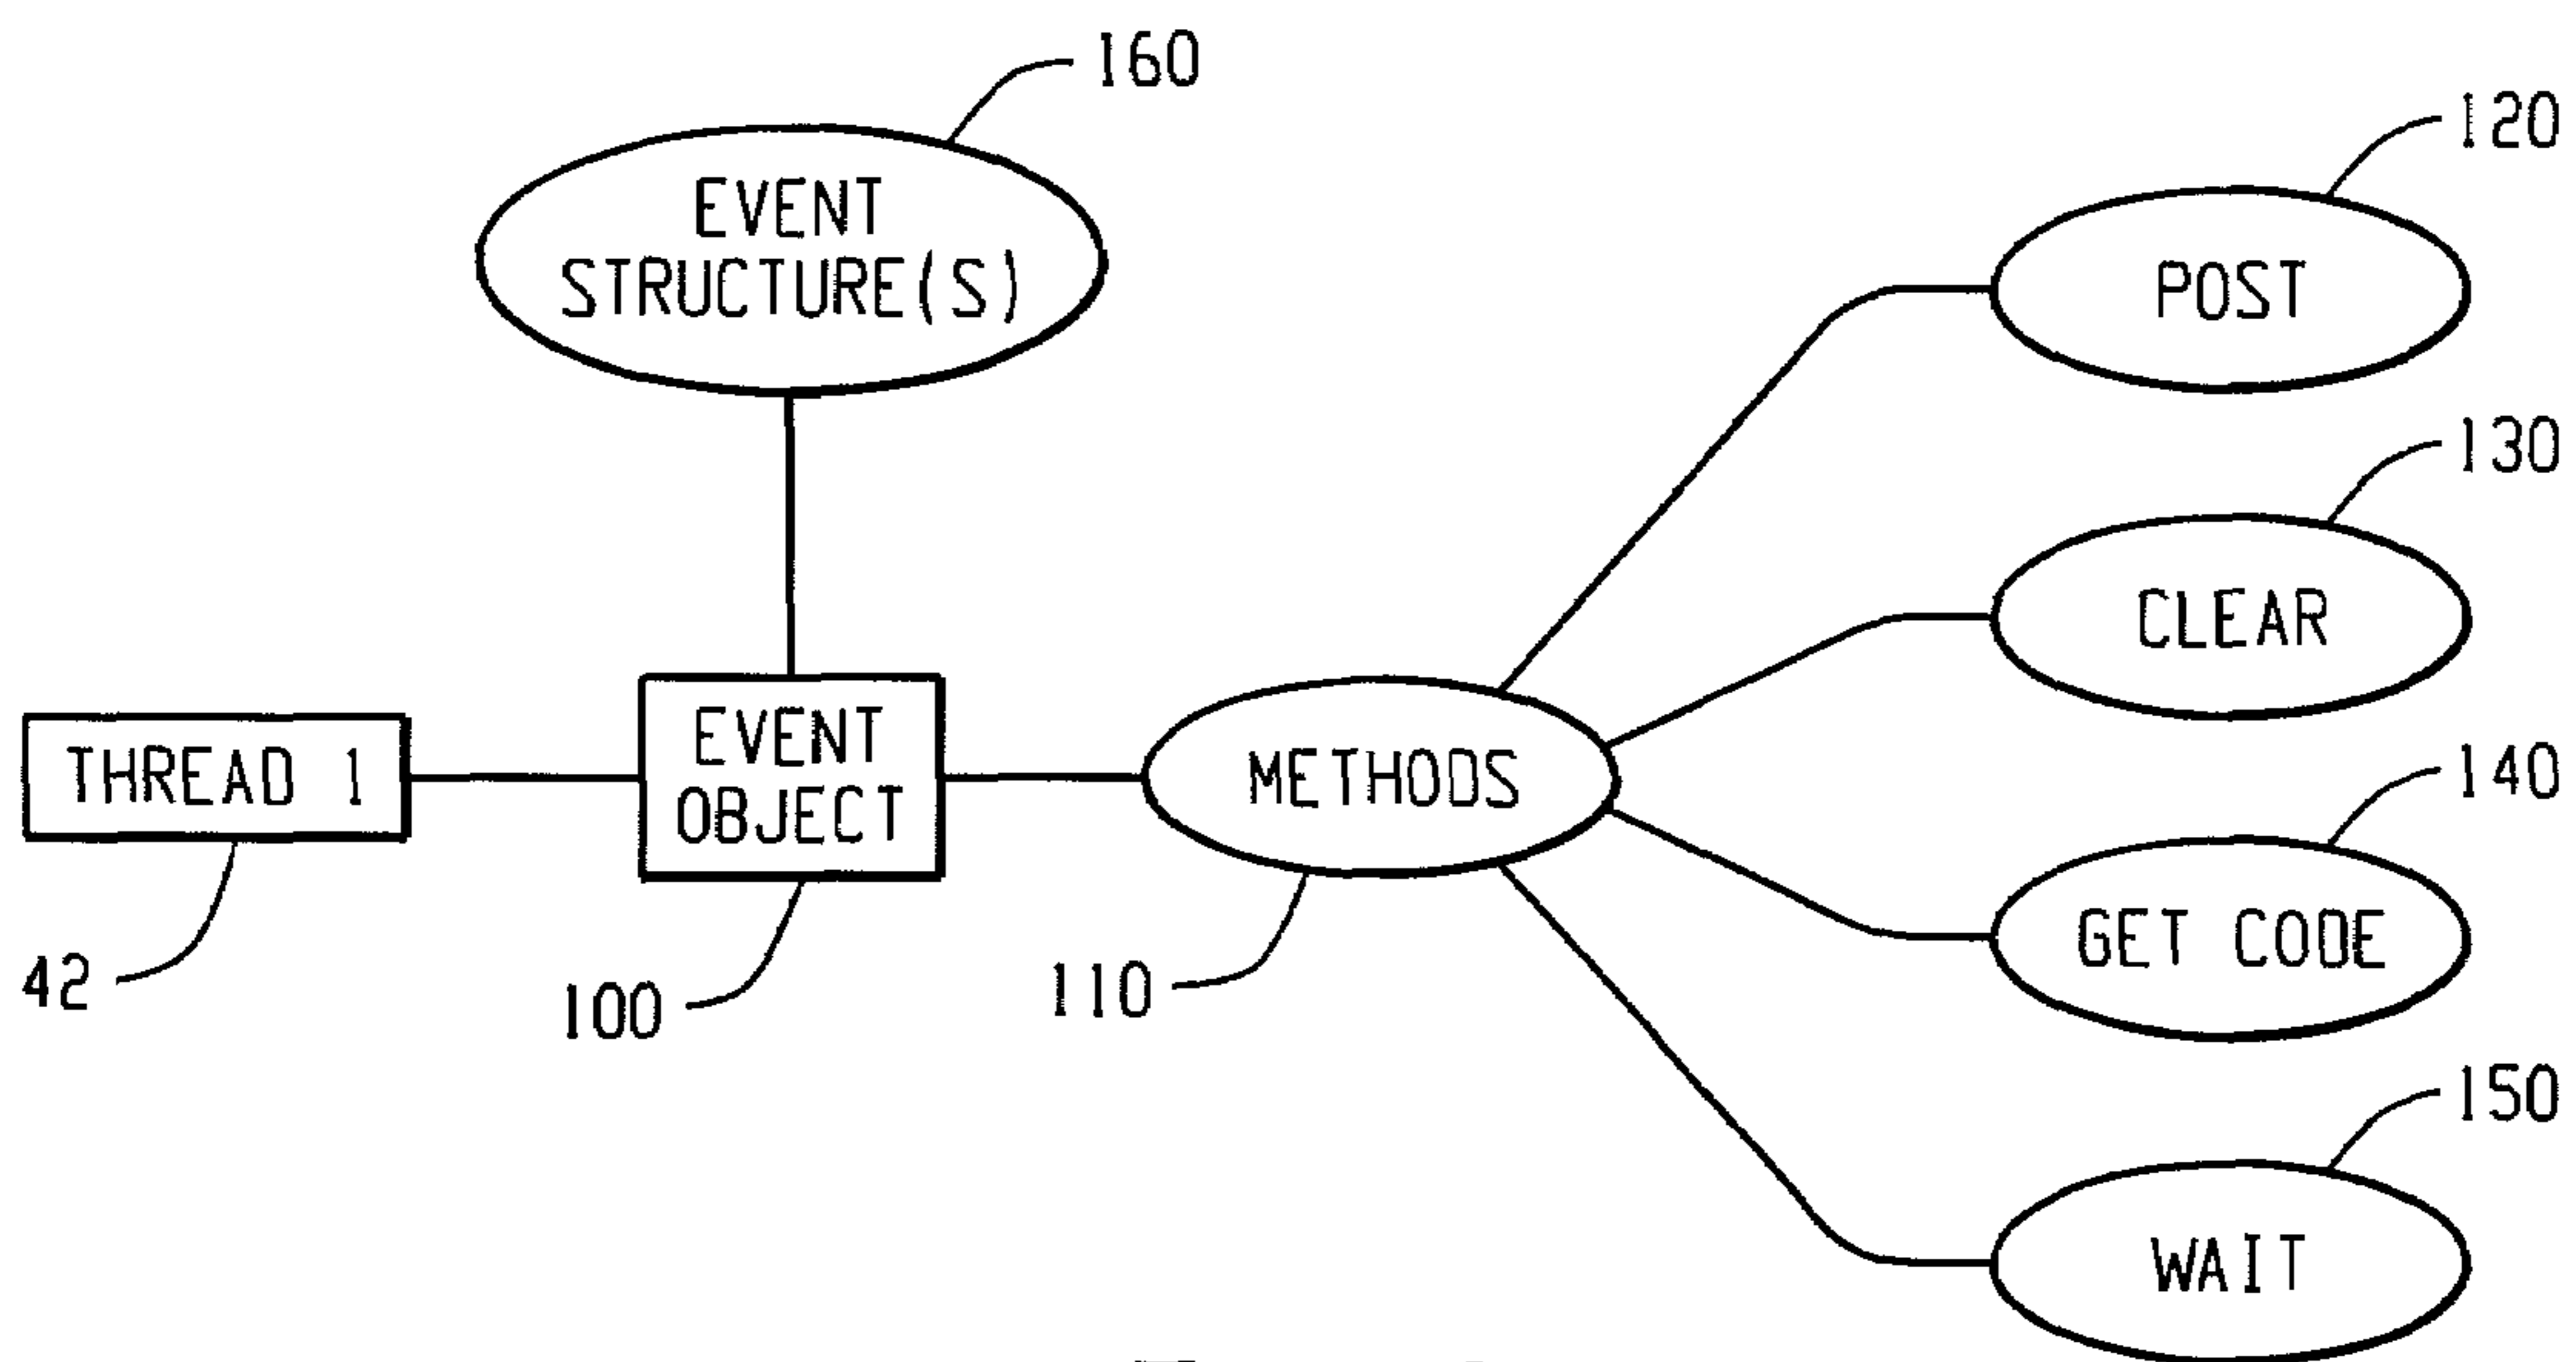 160
EVENT
STRUCTURE(S)
120
POST
130
CLEAR
THREAD 1
EVENT
OBJECT
METHODS
140
GET CODE
42
100
110
150
WAIT